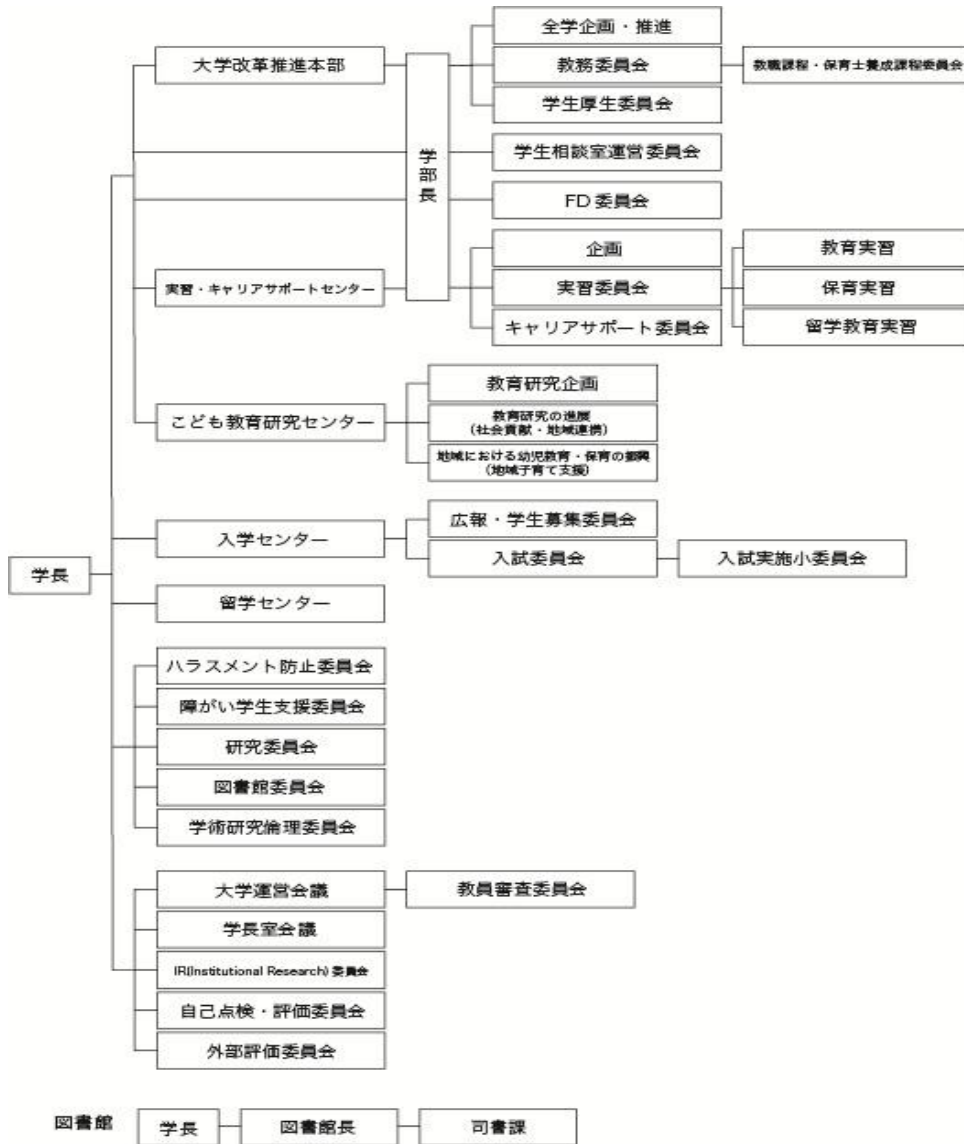 全学企画・推進
大学改革推進本部
教務委員会
教職課程・保育士養成課程委員会
学生厚生委員会
学部長
学生相談室運営委員会
FD 委員会
企画
教育実習
実習・キャリアサポートセンター
実習委員会
保育実習
キャリアサポート委員会
留学教育実習
教育研究企画
こども教育研究センター
教育研究の進展
(社会貢献・地域連携)
地域における幼児教育・保育の振興
(地域子育て支援)
広報・学生募集委員会
入学センター
入試委員会
入試実施小委員会
学長
留学センター
ハラスメント防止委員会
障がい学生支援委員会
研究委員会
図書館委員会
学術研究倫理委員会
大学運営会議
教員審査委員会
学長室会議
IR(Institutional Research) 委員会
自己点検・評価委員会
外部評価委員会
図書館
学長
図書館長
司書課